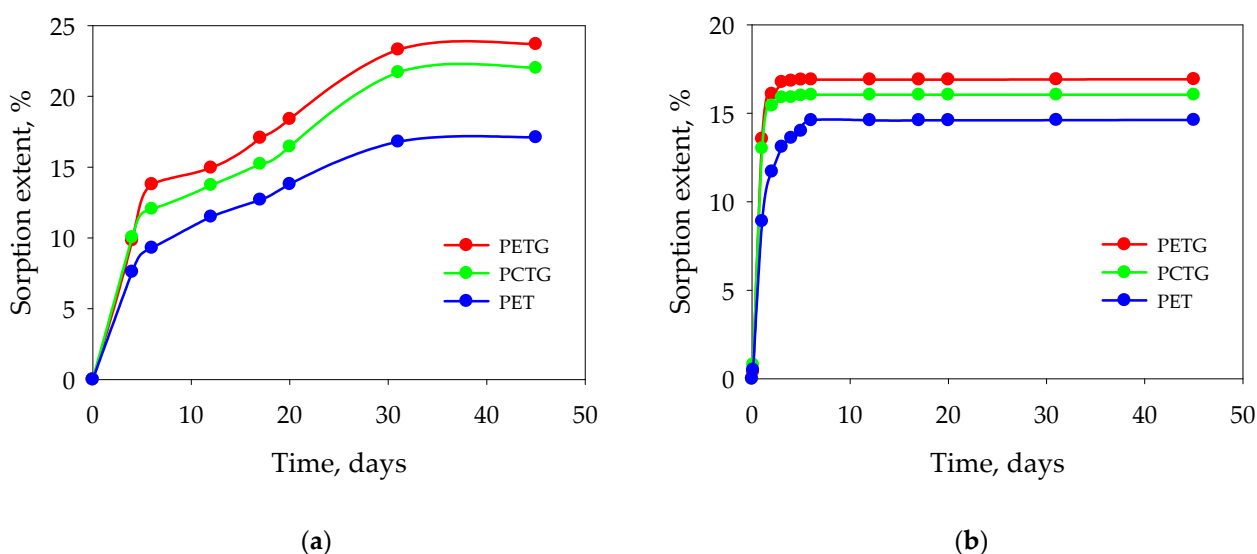 Sorption extent, %
25
20
15
10
5
0
PETG
PCTG
PET
0 10 20 30 40 50
Time, days
(a)
Sorption extent, %
20
15
10
5
0
PETG
PCTG
PET
0 10 20 30 40 50
Time, days
(b)